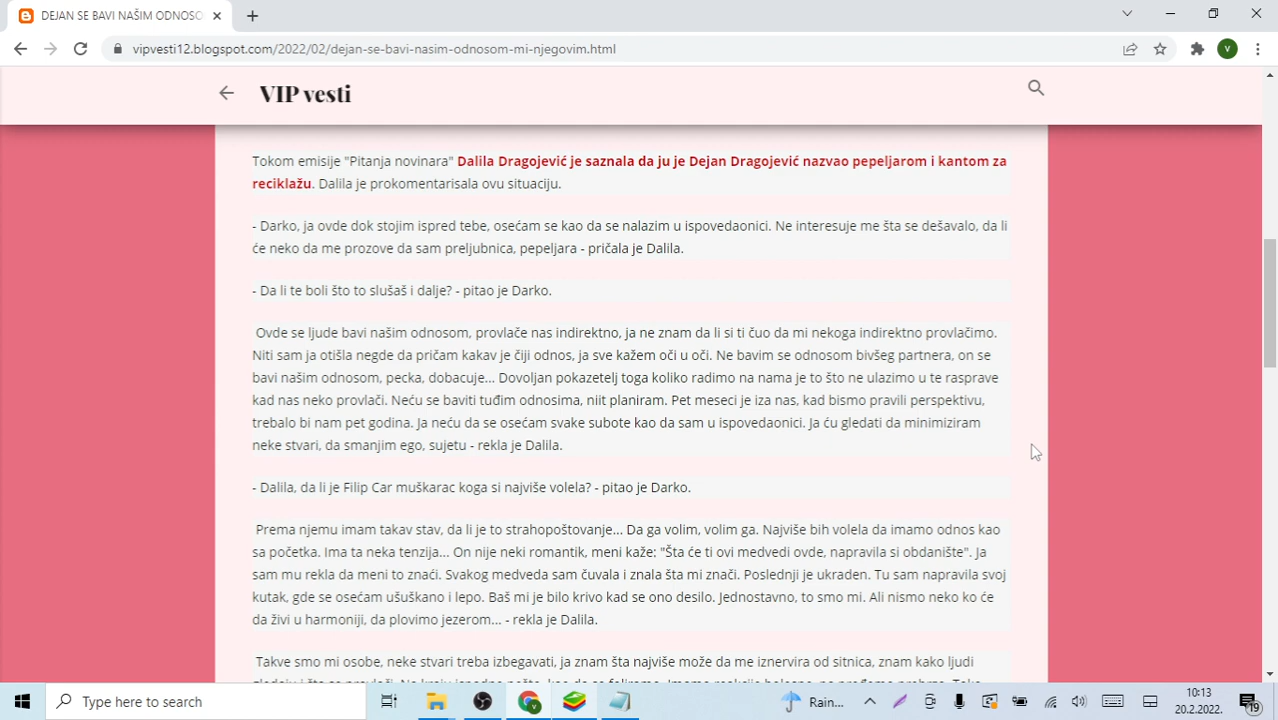 DEJAN SE BAVI NAŠIM ODNOSO
vipvesti12.blogspot.com/2022/02/dejan-se-bavi-nasim-odnosom-mi-njegovim.html
V
VIP vesti
Tokom emisije "Pitanja novinara" Dalila Dragojević je saznala da ju je Dejan Dragojević nazvao pepeljarom i kantom za
reciklažu. Dalila je prokomentarisala ovu situaciju.
- Darko, ja ovde dok stojim ispred tebe, osećam se kao da se nalazim u ispovedaonici. Ne interesuje me šta se dešavalo, da li
će neko da me prozove da sam preljubnica, pepeljara - pričala je Dalila.
- Da li te boli što to slušaš i dalje? - pitao je Darko.
Ovde se ljude bavi našim odnosom, provlače nas indirektno, ja ne znam da li si ti čuo da mi nekoga indirektno provlačimo.
Niti sam ja otišla negde da pričam kakav je čiji odnos, ja sve kažem oči u oči. Ne bavim se odnosom bivšeg partnera, on se
bavi našim odnosom, pecka, dobacuje... Dovoljan pokazetelj toga koliko radimo na nama je to što ne ulazimo u te rasprave
kad nas neko provlači. Neću se baviti tuđim odnosima, niit planiram. Pet meseci je iza nas, kad bismo pravili perspektivu,
trebalo bi nam pet godina. Ja neću da se osećam svake subote kao da sam u ispovedaonici. Ja ću gledati da minimiziram
neke stvari, da smanjim ego, sujetu - rekla je Dalila.
- Dalila, da li je Filip Car muškarac koga si najviše volela? - pitao je Darko.
Prema njemu imam takav stav, da li je to strahopoštovanje... Da ga volim, volim ga. Najviše bih volela da imamo odnos kao
sa početka. Ima ta neka tenzija... On nije neki romantik, meni kaže: "Šta će ti ovi medvedi ovde, napravila si obdanište". Ja
sam mu rekla da meni to znaći. Svakog medveda sam čuvala i znala šta mi znači. Poslednji je ukraden. Tu sam napravila svoj
kutak, gde se osećam ušuškano i lepo. Baš mi je bilo krivo kad se ono desilo. Jednostavno, to smo mi. Ali nismo neko ko će
da živi u harmoniji, da plovimo jezerom... - rekla je Dalila.
Takve smo mi osobe, neke stvari treba izbegavati, ja znam šta najviše može da me iznervira od sitnica, znam kako ljudi
Type here to search
Rain...
10:13
20.2.2022.
19